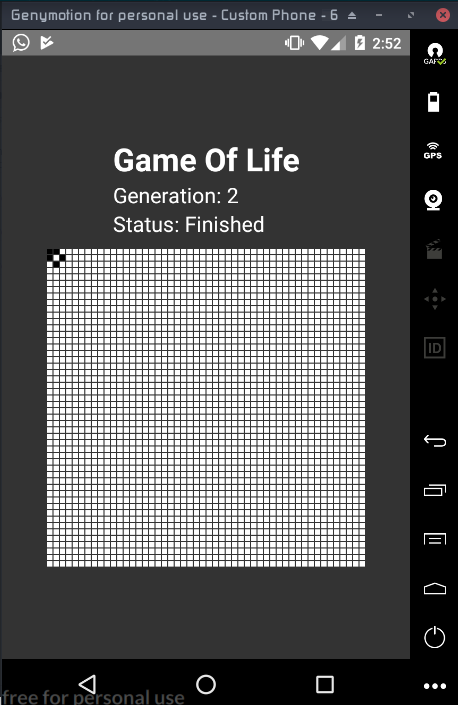 Genymotion for personal use - Custom Phone - 6
2:52
GAPPS
GPS
Game Of Life
Generation: 2
Status: Finished
ID
free for personal use